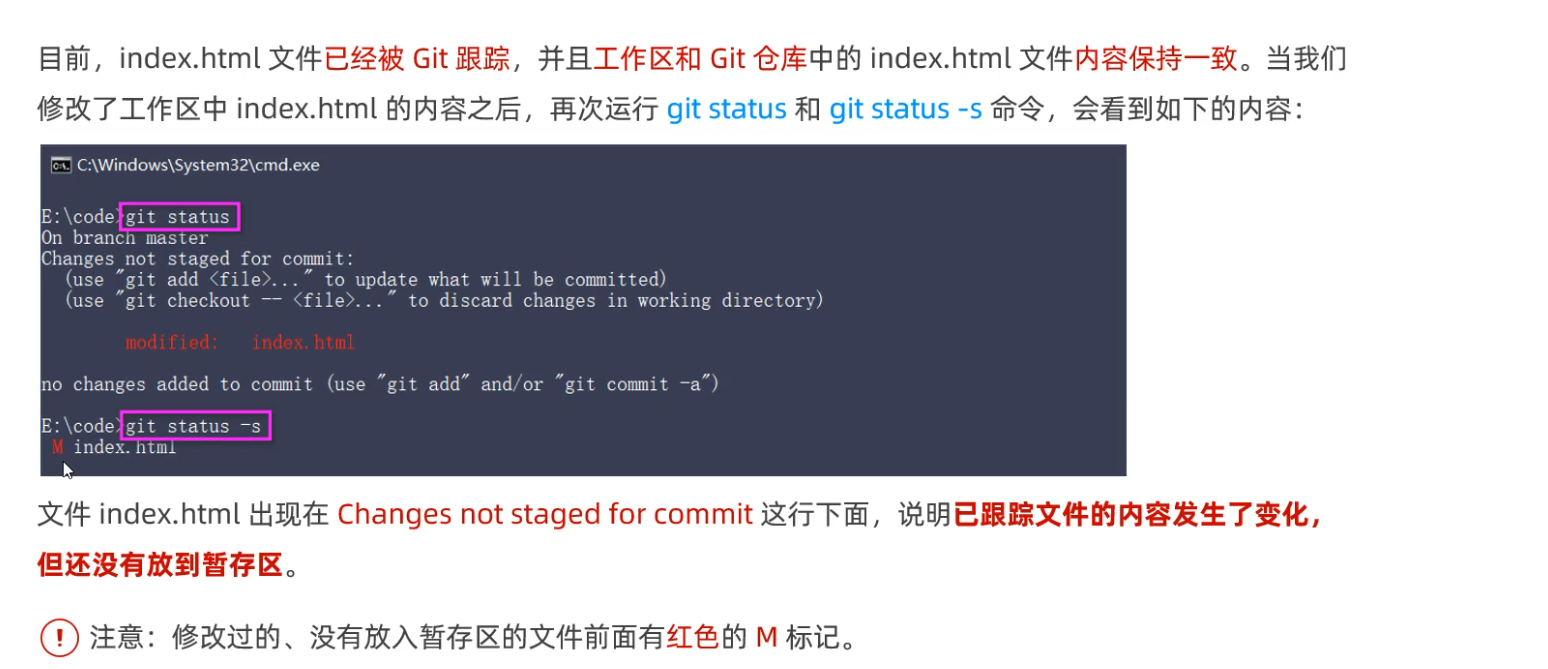 目前，index.html 文件已经被 Git 跟踪，并且工作区和 Git 仓库中的 index.html 文件内容保持一致。当我们
修改了工作区中 index.html 的内容之后，再次运行 git status 和 git status -s 命令，会看到如下的内容：
C:\Windows\System32\cmd.exe
E:\code>git status
On branch master
Changes not staged for commit:
  (use "git add <file>..." to update what will be committed)
  (use "git checkout -- <file>..." to discard changes in working directory)
        modified:   index.html
no changes added to commit (use "git add" and/or "git commit -a")
E:\code>git status -s
 M index.html
文件 index.html 出现在 Changes not staged for commit 这行下面，说明已跟踪文件的内容发生了变化，
但还没有放到暂存区。
注意：修改过的、没有放入暂存区的文件前面有红色的 M 标记。